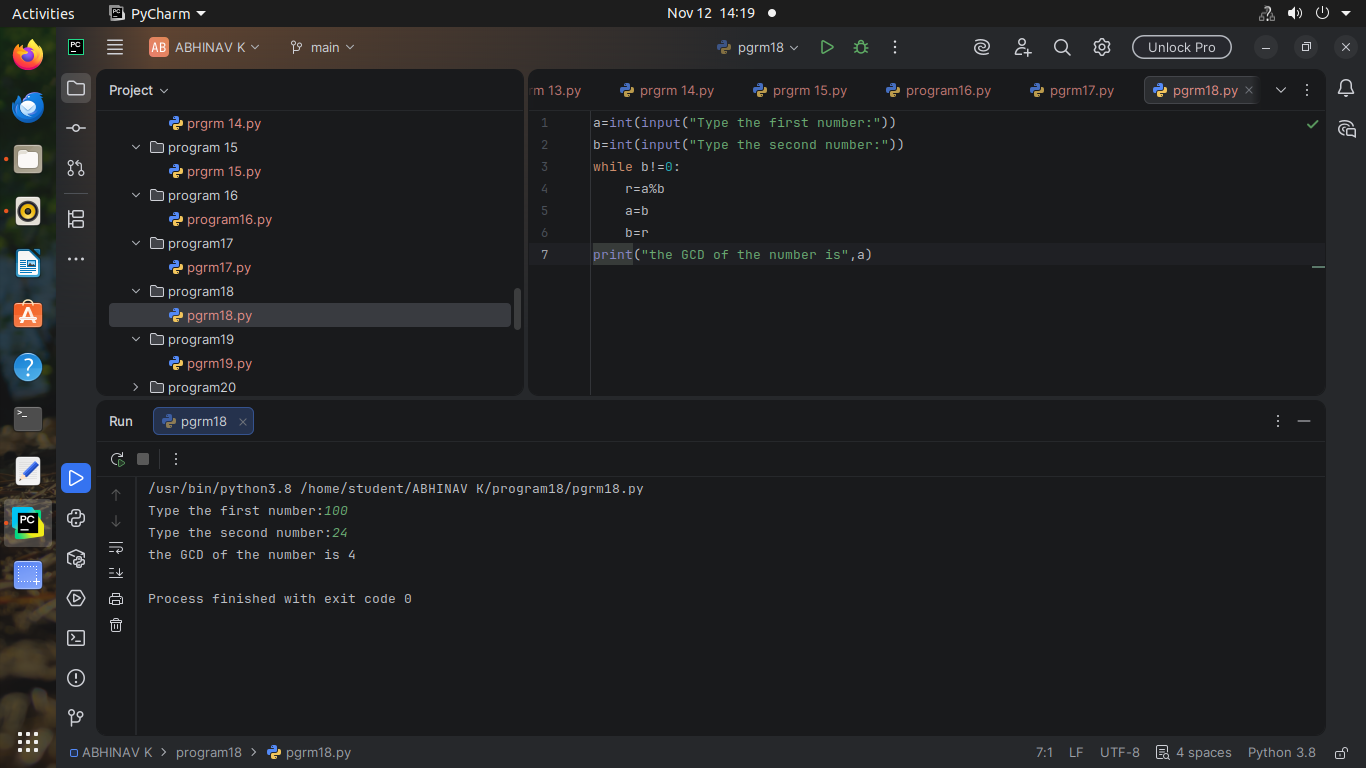 Activities PyCharm Nov 12 14:19
PC AB ABHINAV K main pgrm18 Unlock Pro
Project
rm 13.py prgrm 14.py prgrm 15.py program16.py pgrm17.py pgrm18.py
prgrm 14.py
program 15
prgrm 15.py
program 16
program16.py
program17
pgrm17.py
program18
pgrm18.py
program19
pgrm19.py
program20
1 a=int(input("Type the first number:"))
2 b=int(input("Type the second number:"))
3 while b!=0:
4 r=a%b
5 a=b
6 b=r
7 print("the GCD of the number is",a)
Run pgrm18
/usr/bin/python3.8 /home/student/ABHINAV K/program18/pgrm18.py
Type the first number:100
Type the second number:24
the GCD of the number is 4
Process finished with exit code 0
PC
ABHINAV K program18 pgrm18.py 7:1 LF UTF-8 4 spaces Python 3.8